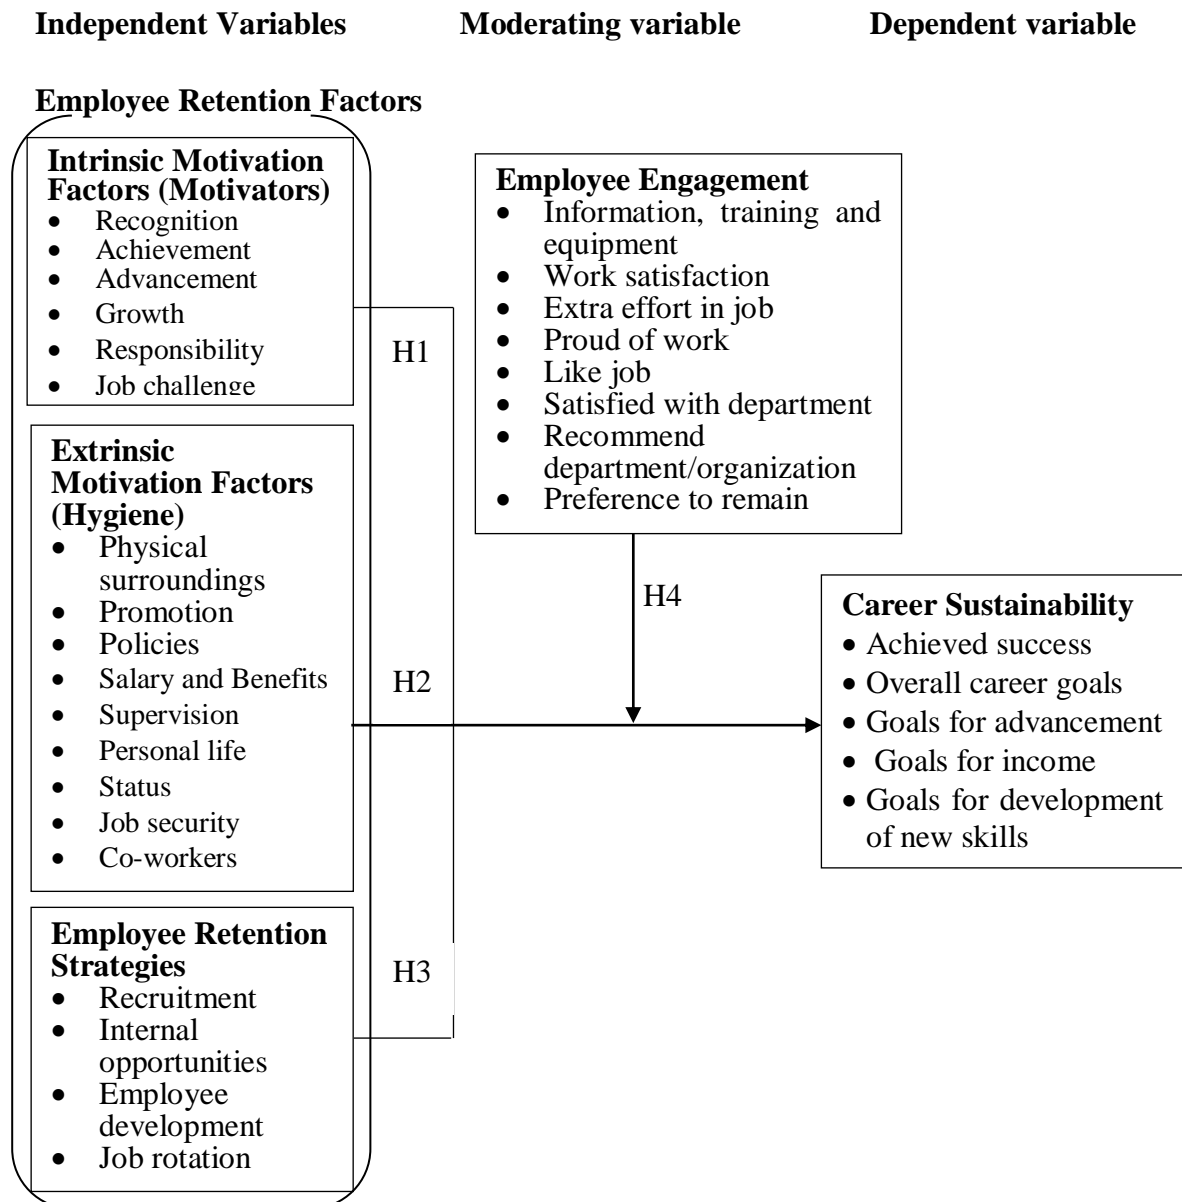 Independent Variables
Moderating variable
Dependent variable
Employee Retention Factors
Intrinsic Motivation
Factors (Motivators)
• Recognition
• Achievement
• Advancement
• Growth
• Responsibility
• Job challenge
H1
Extrinsic
Motivation Factors
(Hygiene)
• Physical
surroundings
• Promotion
• Policies
• Salary and Benefits
• Supervision
• Personal life
• Status
• Job security
• Co-workers
H2
Employee Retention
Strategies
• Recruitment
• Internal
opportunities
• Employee
development
• Job rotation
H3
Employee Engagement
• Information, training and
equipment
• Work satisfaction
• Extra effort in job
• Proud of work
• Like job
• Satisfied with department
• Recommend
department/organization
• Preference to remain
H4
Career Sustainability
• Achieved success
• Overall career goals
• Goals for advancement
• Goals for income
• Goals for development
of new skills